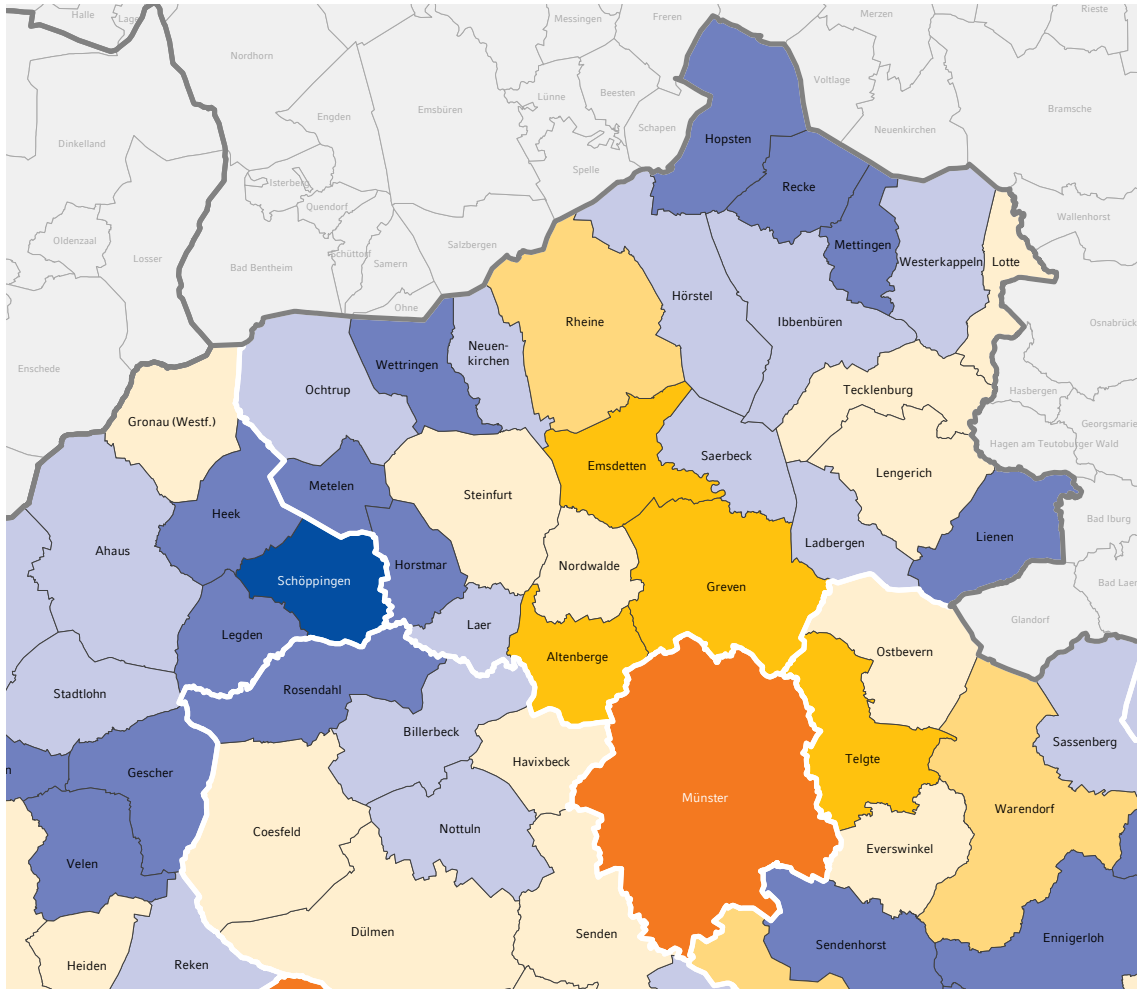 Halle
Lage
Messingen
Freren
Merzen
Rieste
Nordhorn
Voltlage
Lünne
Beesten
Emsbüren
Bramsche
Engden
Schapen
Neuenkirchen
Dinkelland
Hopsten
Spelle
Isterberg
Recke
Quendorf
Wallenhorst
Oldenzaal
Salzbergen
Mettingen
Losser
Schüttorf
Samern
Westerkappeln
Lotte
Bad Bentheim
Hörstel
Ohne
Rheine
Ibbenbüren
Osnabrück
Neuen-
kirchen
Wettringen
Enschede
Ochtrup
Tecklenburg
Hasbergen
Gronau (Westf.)
Georgsmarie
Hagen am Teutoburger Wald
Saerbeck
Emsdetten
Lengerich
Metelen
Steinfurt
Heek
Bad Iburg
Lienen
Ladbergen
Ahaus
Horstmar
Nordwalde
Schöppingen
Bad Laer
Greven
Glandorf
Laer
Legden
Ostbevern
Altenberge
Rosendahl
Stadtlohn
Billerbeck
Sassenberg
Telgte
Havixbeck
n
Gescher
Münster
Warendorf
Nottuln
Coesfeld
Everswinkel
Velen
Dülmen
Senden
Ennigerloh
Sendenhorst
Heiden
Reken